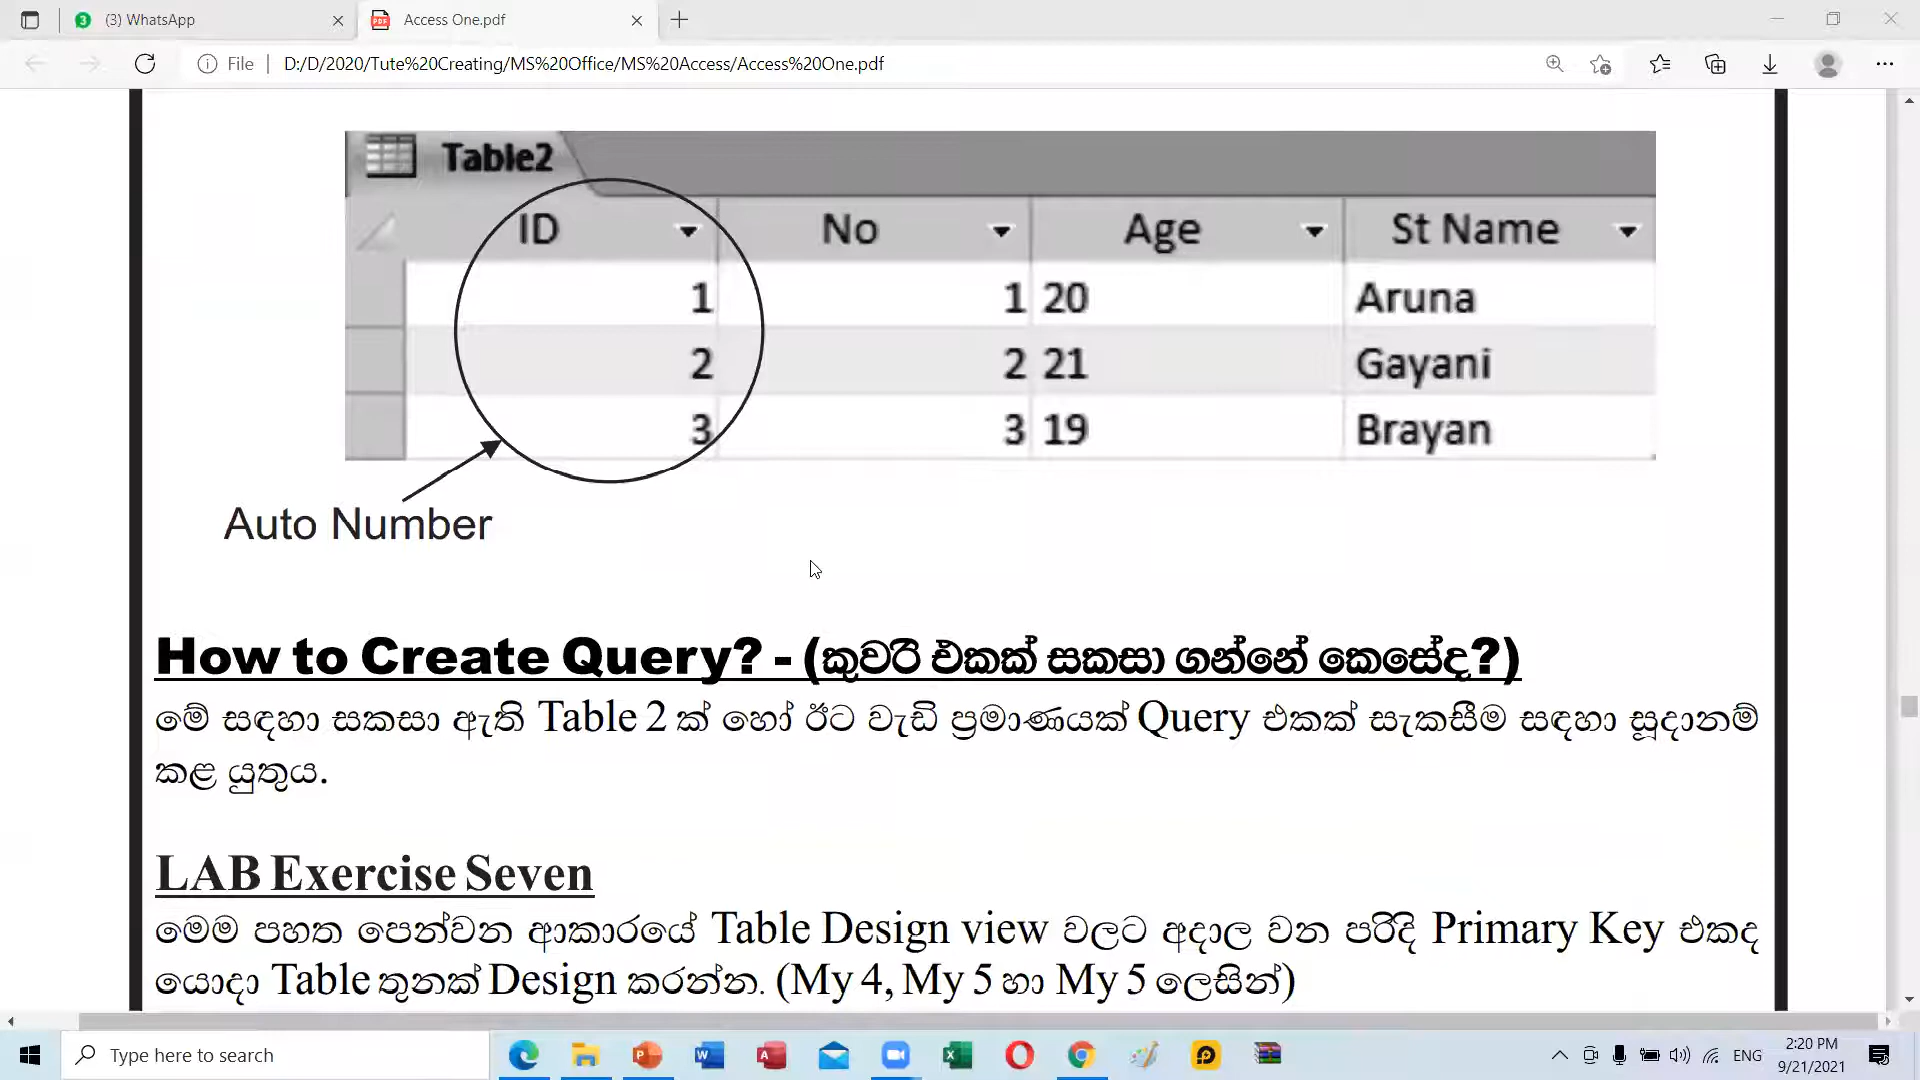 (3) WhatsApp
Access One.pdf
File
D:/D/2020/Tute%20Creating/MS%20Office/MS%20Access/Access%20One.pdf
Table2
ID No Age St Name
1 1 20 Aruna
2 2 21 Gayani
3 3 19 Brayan
Auto Number
How to Create Query? - (කුවරි එකක් සකසා ගන්නේ කෙසේද?)
මේ සඳහා සකසා ඇති Table 2 ක් හෝ ඊට වැඩි ප්‍රමාණයක් Query එකක් සැකසීම සඳහා සූදානම්
කළ යුතුය.
LAB Exercise Seven
මෙම පහත පෙන්වන ආකාරයේ Table Design view වලට අදාල වන පරිදි Primary Key එකද
යොදා Table තුනක් Design කරන්න. (My 4, My 5 හා My 5 ලෙසින්)
Type here to search
ENG
2:20 PM
9/21/2021